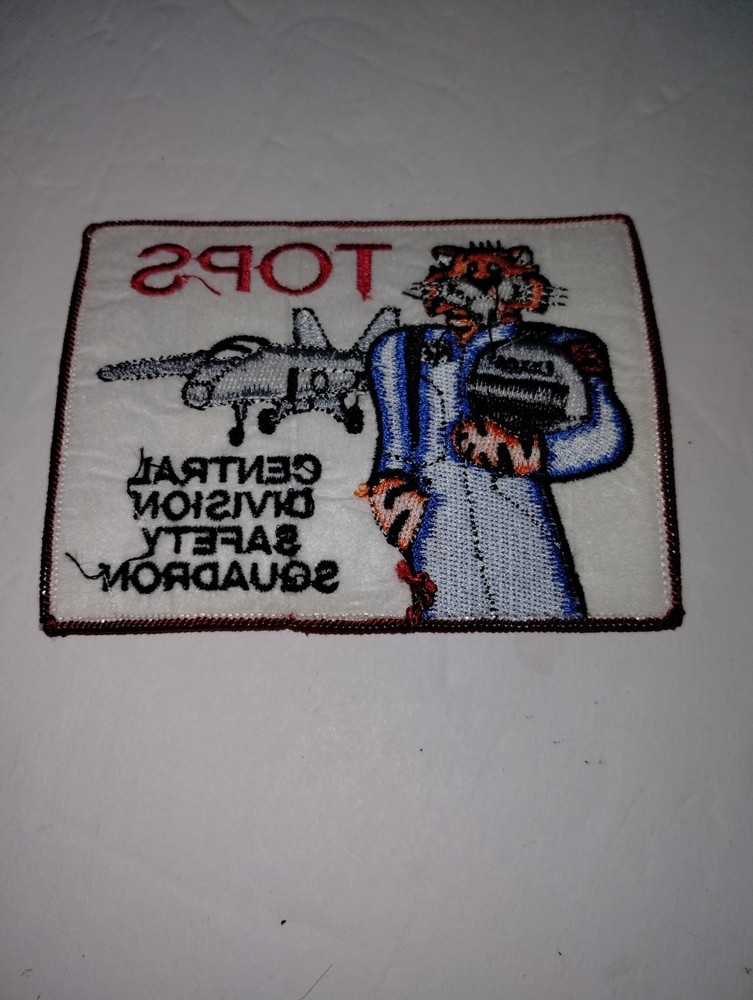 TOPS
CENTRAL
DIVISION
SAFETY
SQUADRON